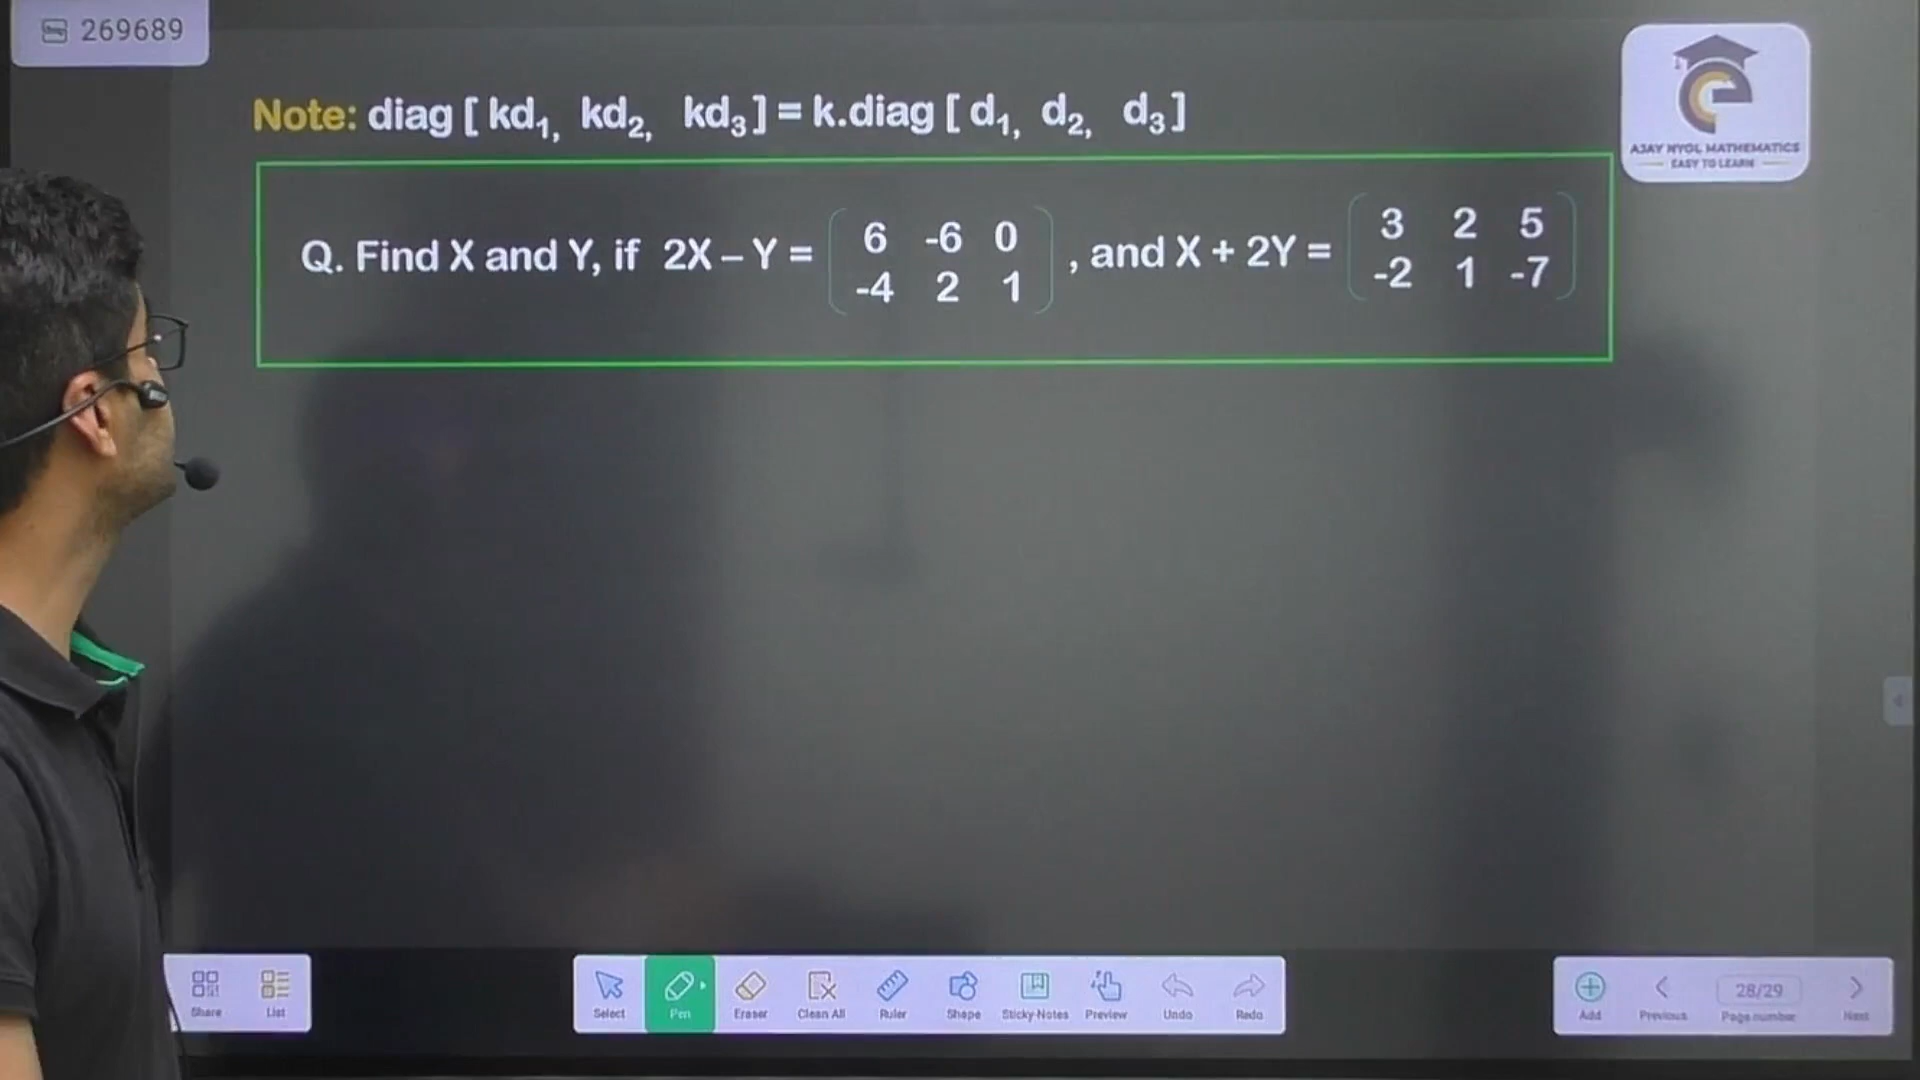 269689
Note: diag [ kd₁, kd₂, kd₃ ] = k.diag [ d₁, d₂, d₃ ]
AJAY NYOL MATHEMATICS
EASY TO LEARN
Q. Find X and Y, if 2X – Y = ( 6 -6 0 ; -4 2 1 ), and X + 2Y = ( 3 2 5 ; -2 1 -7 )
Share List Select Pen Eraser Clean All Ruler Shape Sticky Notes Preview Undo Redo Add Previous 28/29 Page number Next